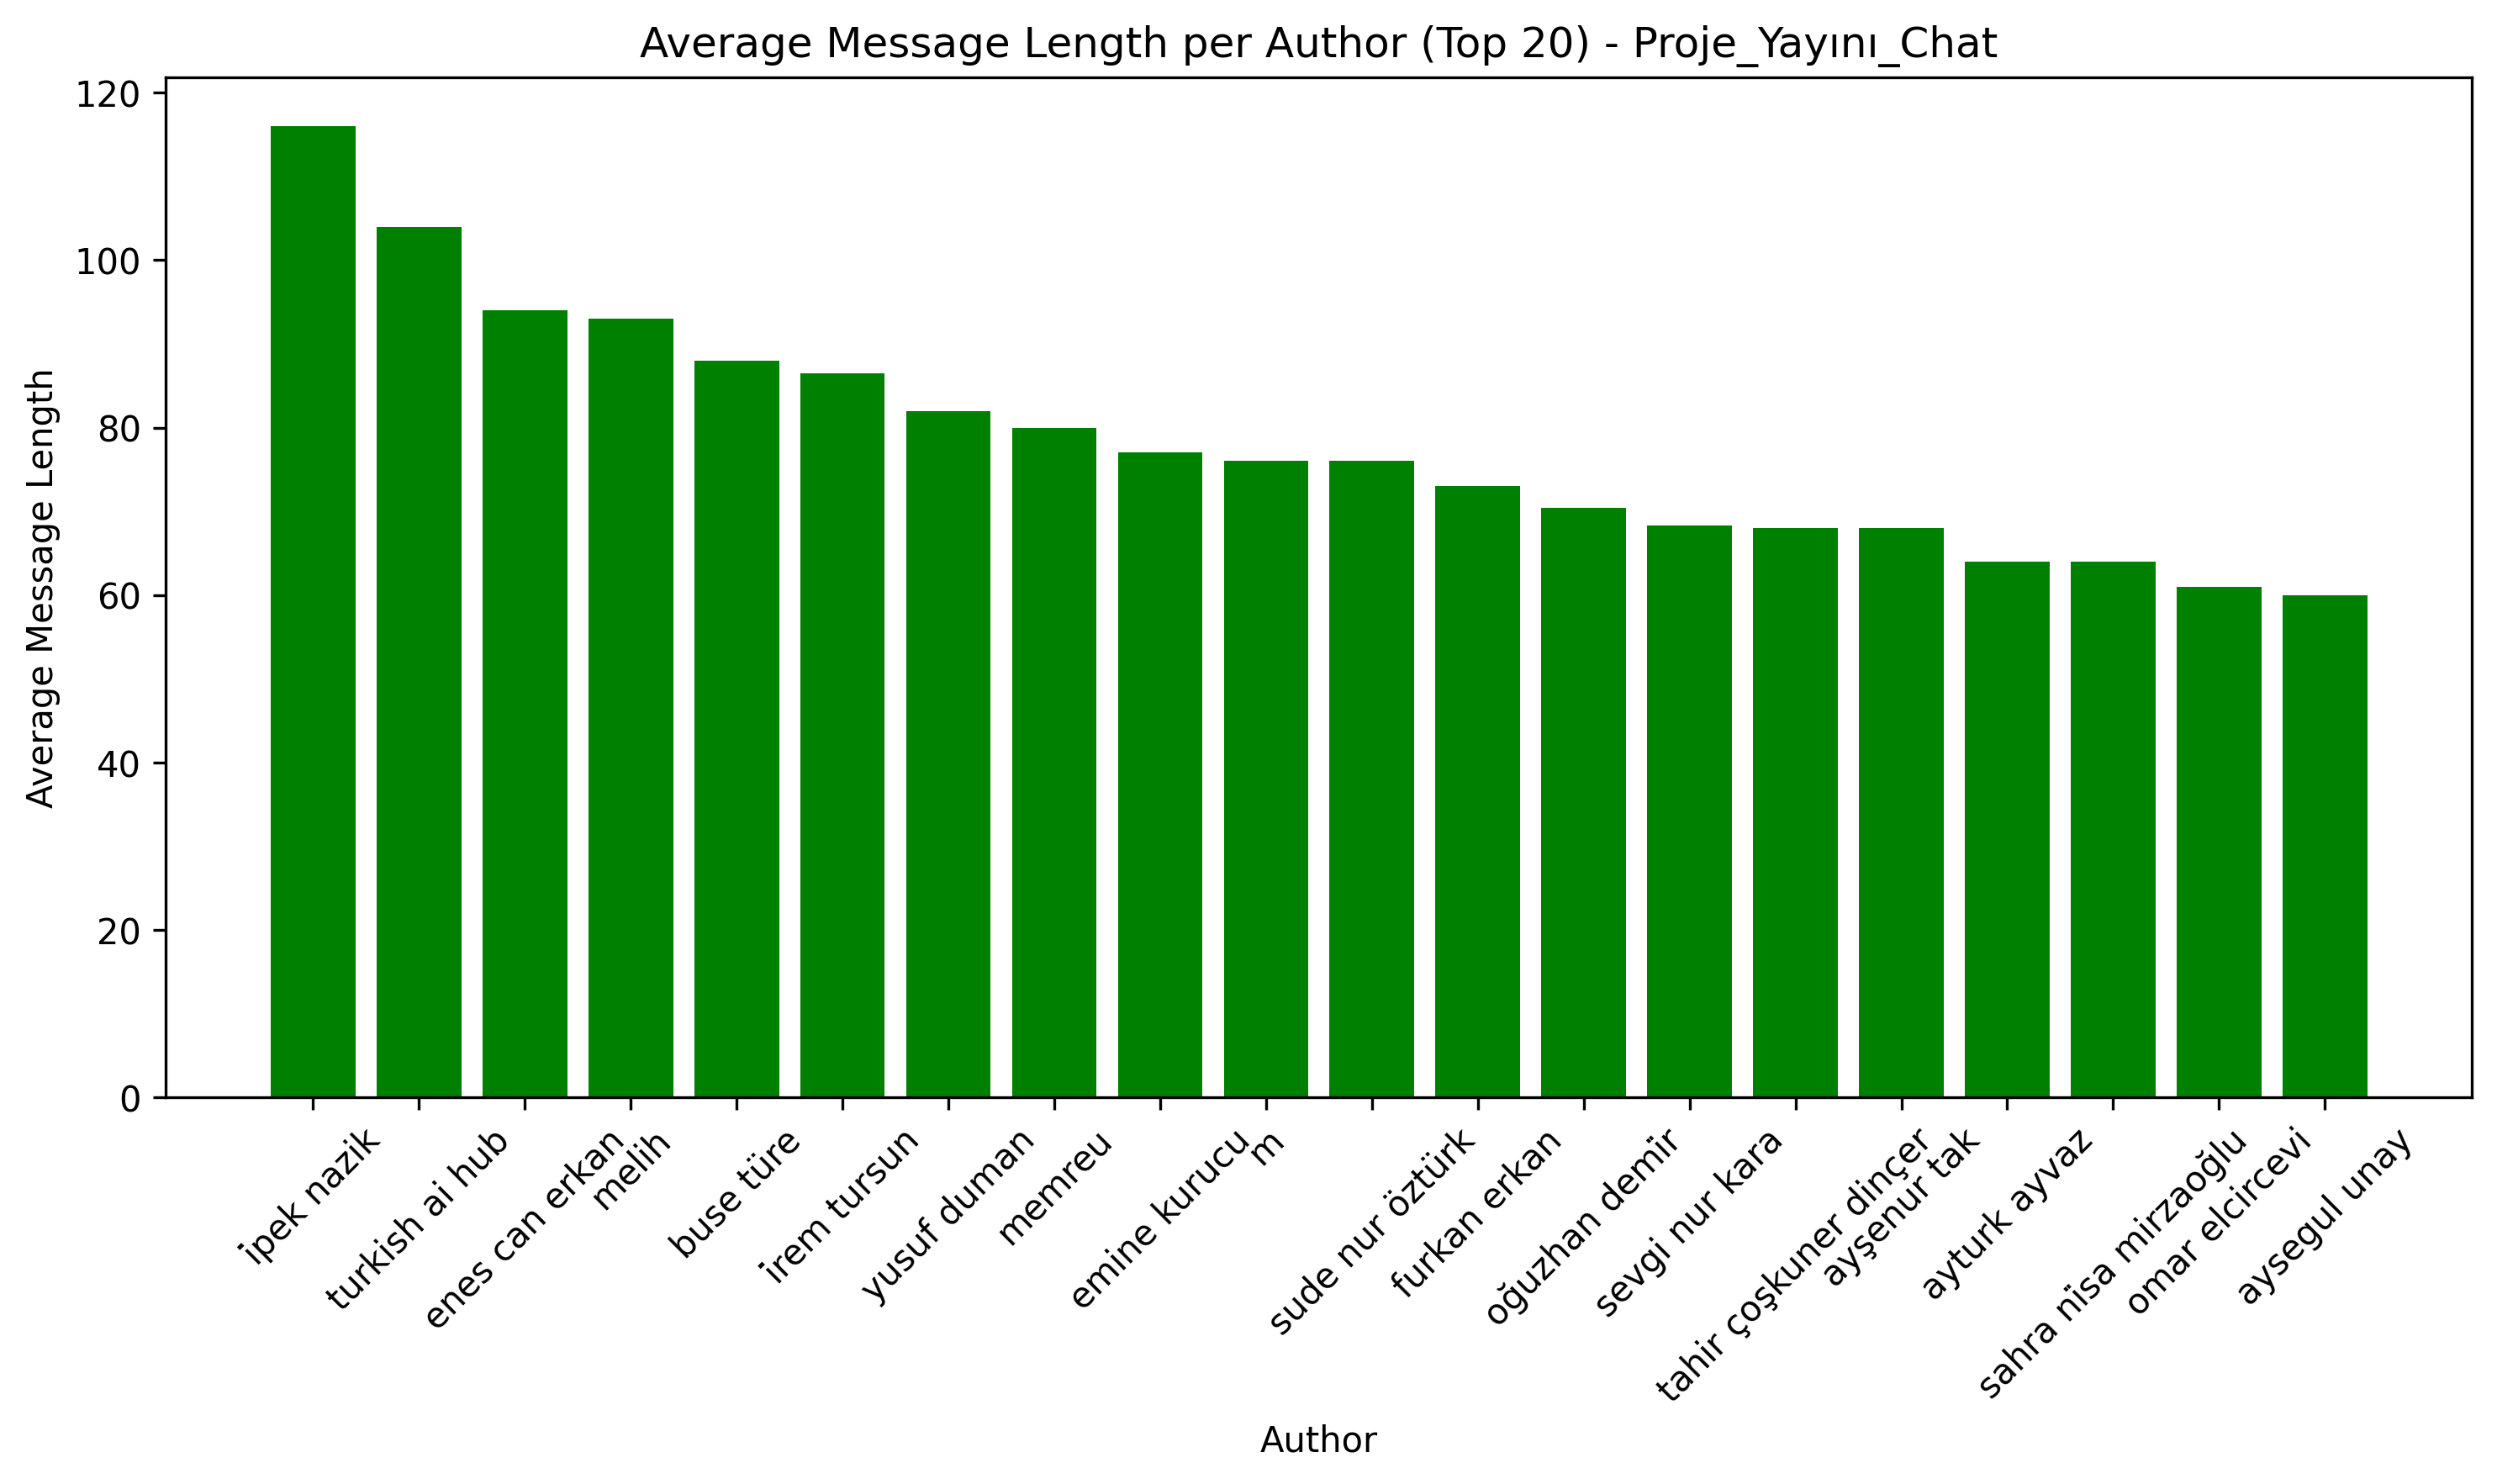 Average Message Length per Author (Top 20) - Proje_Yayını_Chat
Average Message Length
120
100
80
60
40
20
0
ipek nazik
turkish ai hub
enes can erkan
melih
buse türe
irem tursun
yusuf duman
memreu
emine kurucu
m
sude nur öztürk
furkan erkan
oğuzhan demi̇r
sevgi nur kara
tahir çoşkuner dinçer
ayşenur tak
ayturk ayvaz
sahra ni̇sa mirzaoğlu
omar elcircevi
aysegul unay
Author